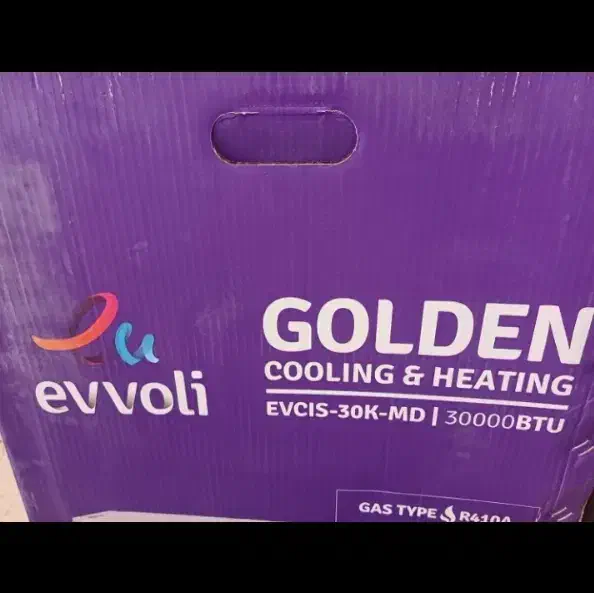 GOLDEN
COOLING & HEATING
evvoli
EVCIS-30K-MD | 30000BTU
GAS TYPE R410A